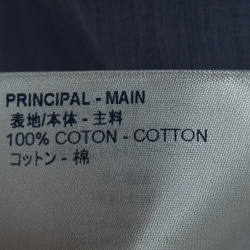 PRINCIPAL - MAIN
表地/本体 - 主料
100% COTON - COTTON
コットン - 棉